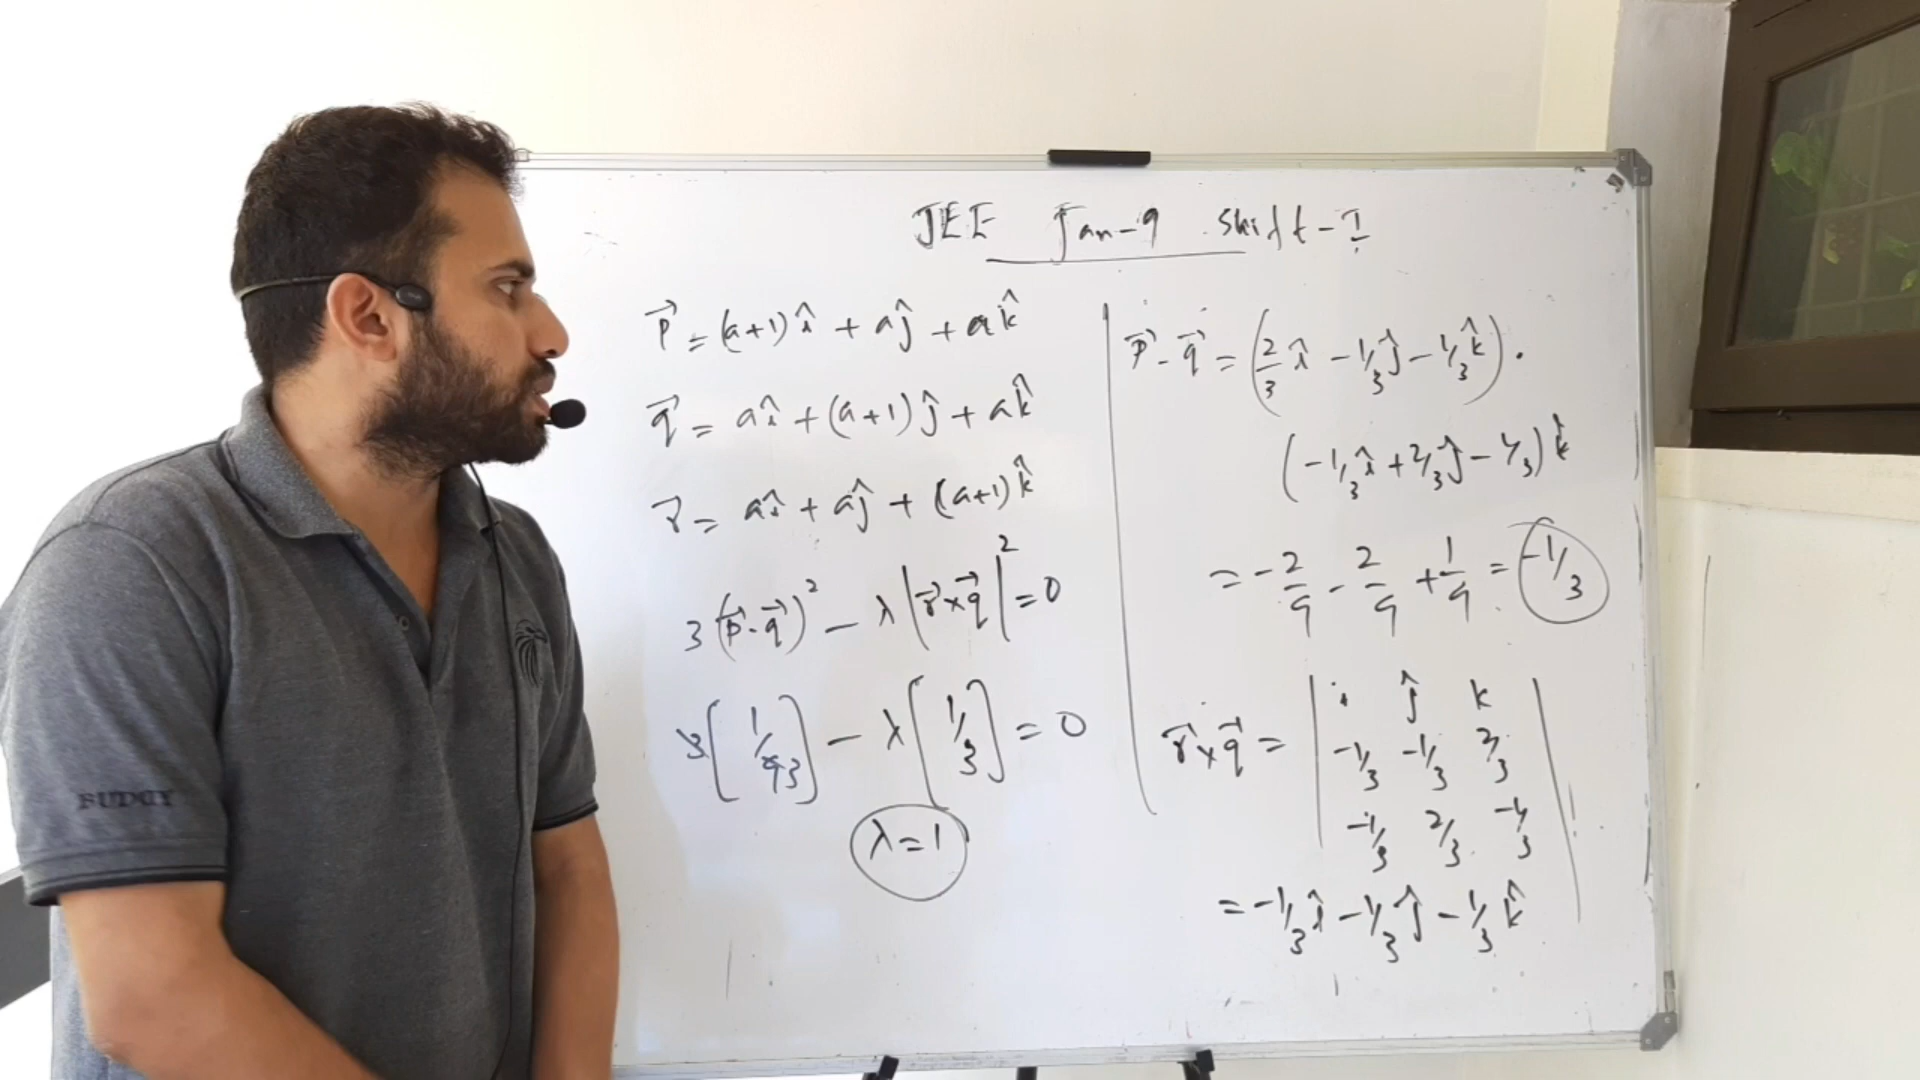 JEE Jan-9 Shift-I
p⃗ = (a+1)î + aĵ + ak̂
q⃗ = aî + (a+1)ĵ + ak̂
r⃗ = aî + aĵ + (a+1)k̂
3(p⃗·q⃗)² - λ|r⃗×q⃗|² = 0
3[1/93] - λ[1/3] = 0
λ = 1
p⃗·q⃗ = (2/3 î - 1/3 ĵ - 1/3 k̂).
(-1/3 î + 2/3 ĵ - 1/3)k̂
= -2/9 - 2/9 + 1/9 = -1/3
r⃗×q⃗ = | i ĵ k
-1/3 -1/3 2/3
-1/3 2/3 -1/3 |
= -1/3 î - 1/3 ĵ - 1/3 k̂